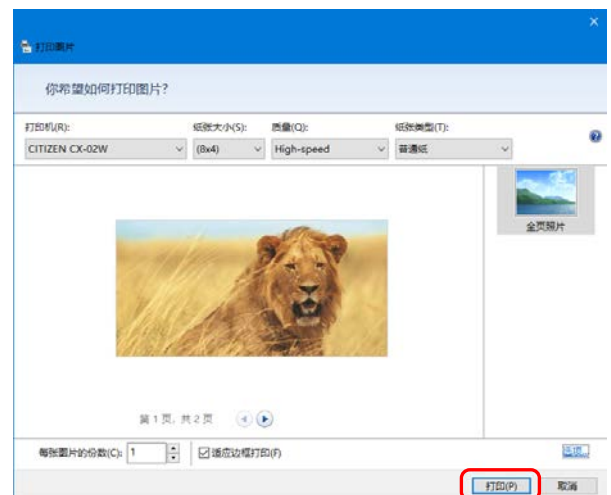 打印图片
你希望如何打印图片?
打印机(R): 纸张大小(S): 质量(Q): 纸张类型(T):
CITIZEN CX-02W (8x4) High-speed 普通纸
全页照片
第 1 页, 共 2 页
每张图片的份数(C): 1 适应边框打印(F) 选项...
打印(P) 取消